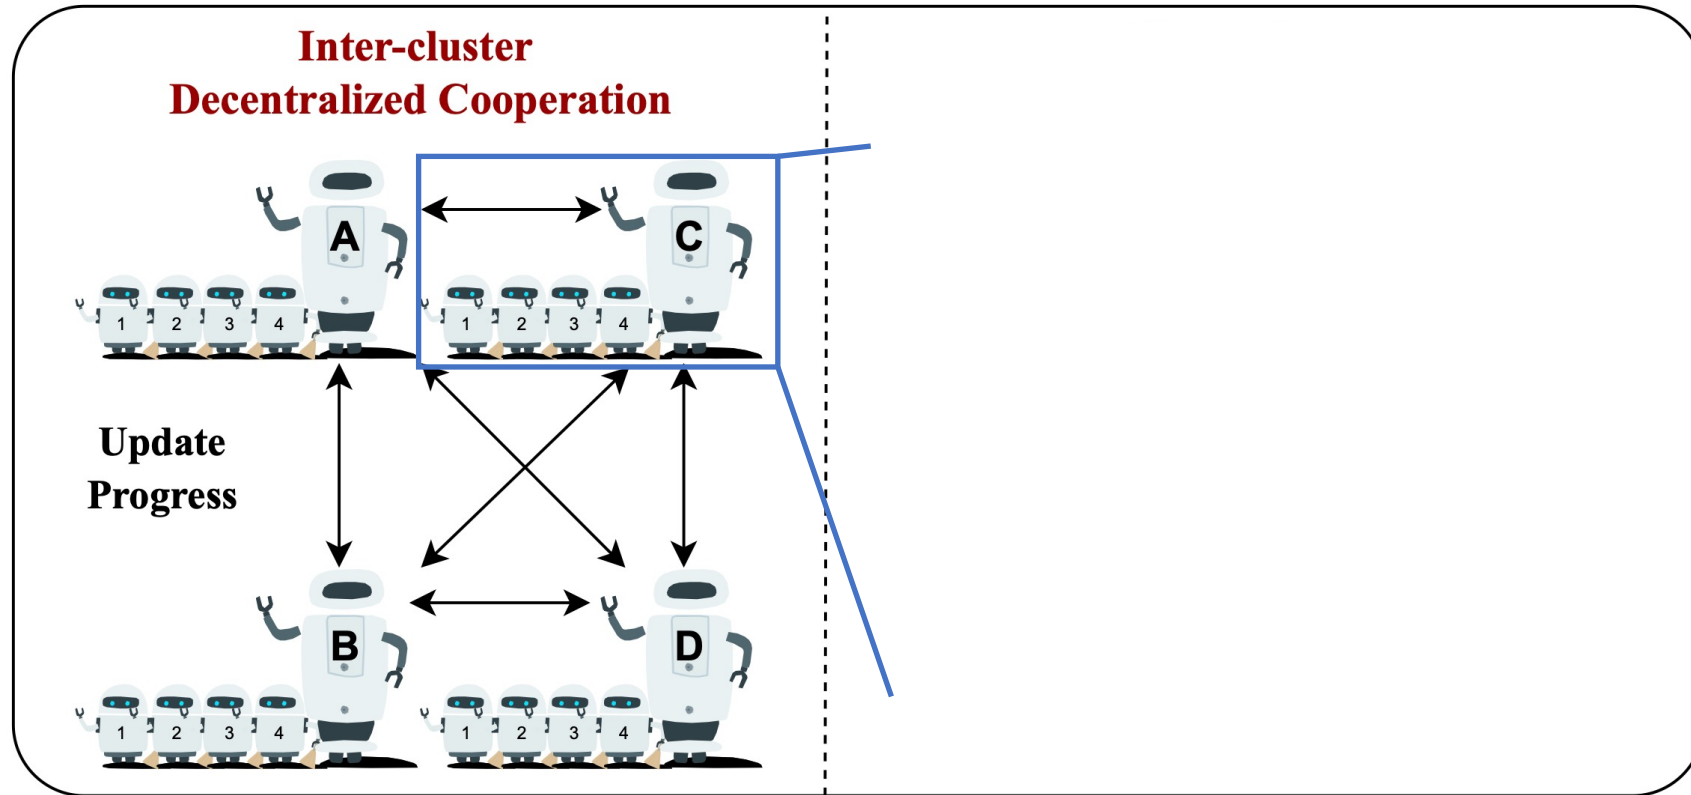 Inter-cluster
Decentralized Cooperation
A
C
1 2 3 4
1 2 3 4
Update
Progress
B
D
1 2 3 4
1 2 3 4